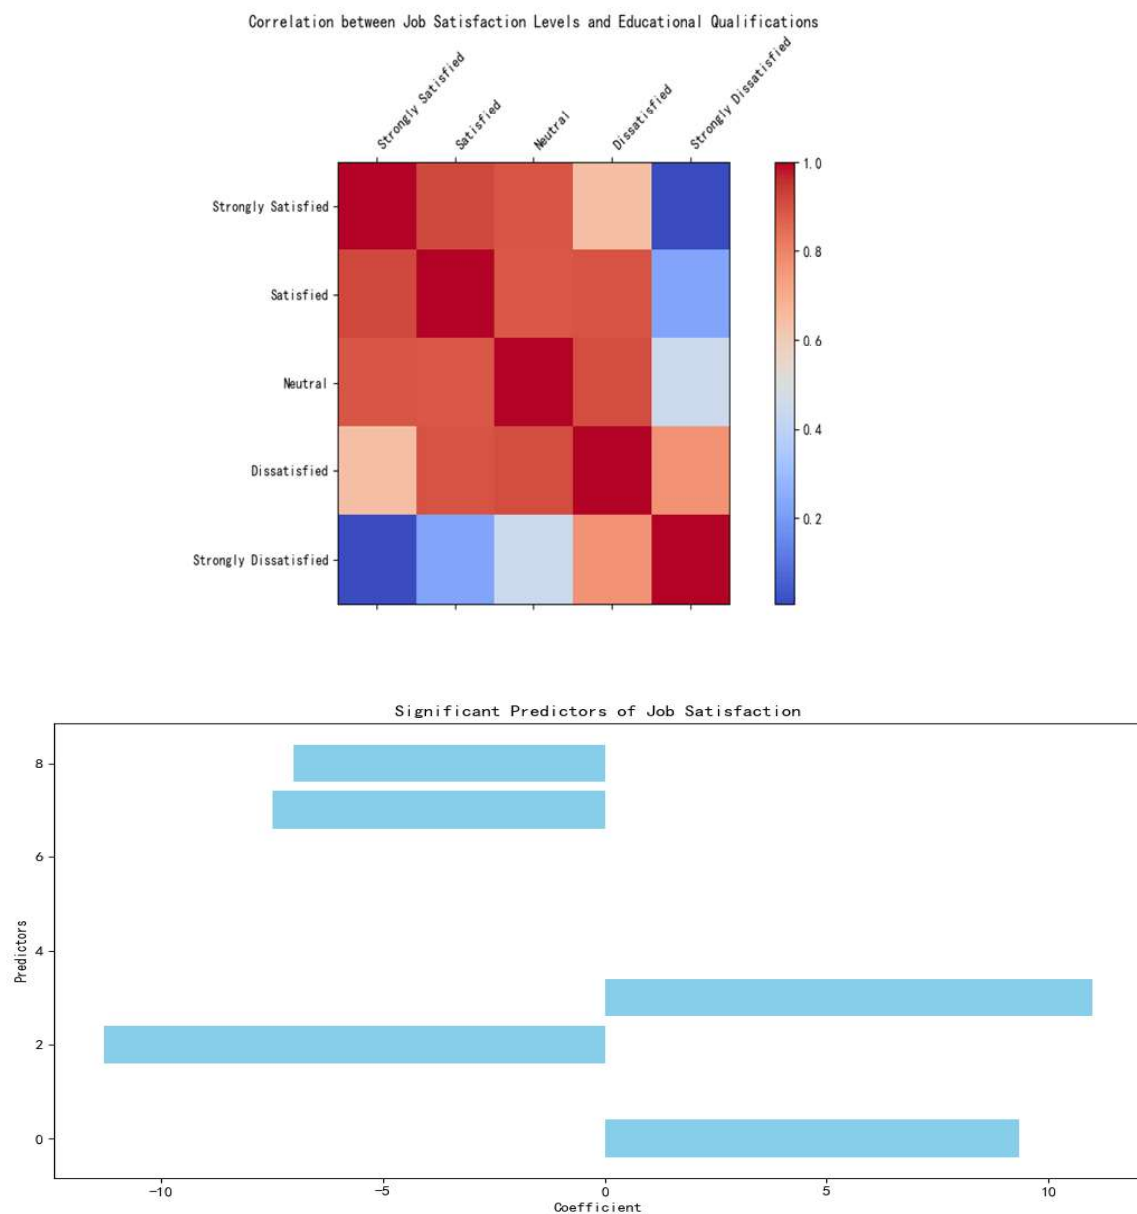 Correlation between Job Satisfaction Levels and Educational Qualifications
Strongly Satisfied
Satisfied
Neutral
Dissatisfied
Strongly Dissatisfied
Strongly Satisfied
Satisfied
Neutral
Dissatisfied
Strongly Dissatisfied
1.0
0.8
0.6
0.4
0.2
Significant Predictors of Job Satisfaction
Predictors
8
6
4
2
0
−10
−5
0
5
10
Coefficient